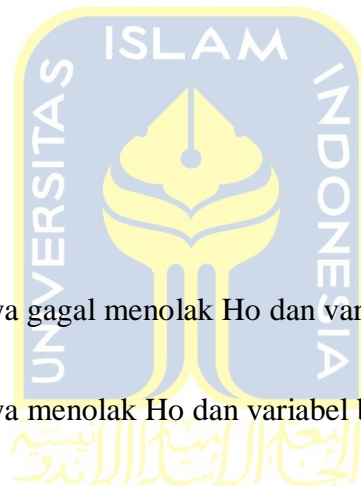 ISLAM
UNIVERSITAS
INDONESIA
ya gagal menolak Ho dan var
ya menolak Ho dan variabel b